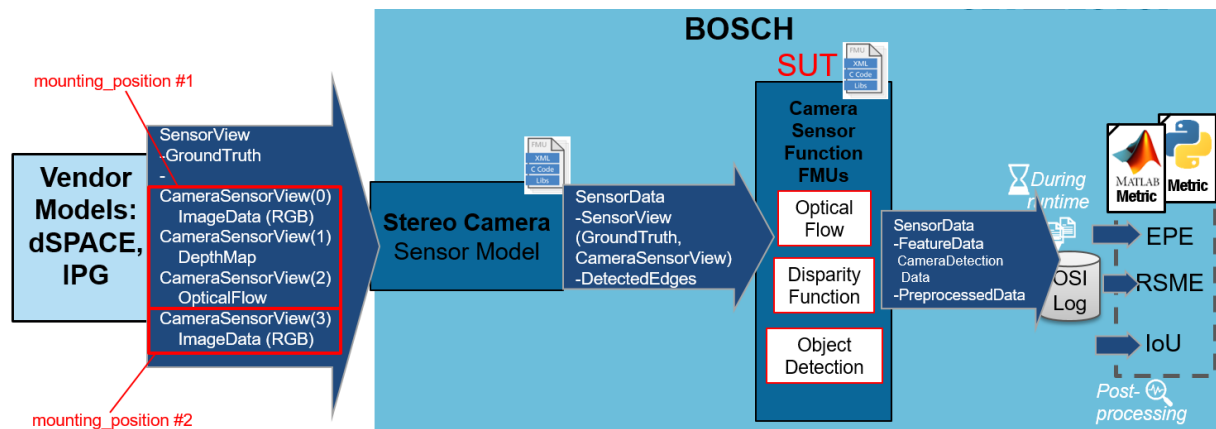 BOSCH
mounting_position #1
SensorView
-GroundTruth
-
CameraSensorView(0)
ImageData (RGB)
CameraSensorView(1)
DepthMap
CameraSensorView(2)
OpticalFlow
CameraSensorView(3)
ImageData (RGB)
mounting_position #2
Vendor
Models:
dSPACE,
IPG
FMU
XML
C Code
Libs
Stereo Camera
Sensor Model
SensorData
-SensorView
(GroundTruth,
CameraSensorView)
-DetectedEdges
SUT
FMU
XML
C Code
Libs
Camera
Sensor
Function
FMUs
Optical
Flow
Disparity
Function
Object
Detection
SensorData
-FeatureData
CameraDetection
Data
-PreprocessedData
During
runtime
OSI
Log
MATLAB
Metric
Metric
EPE
RSME
IoU
Post-
processing